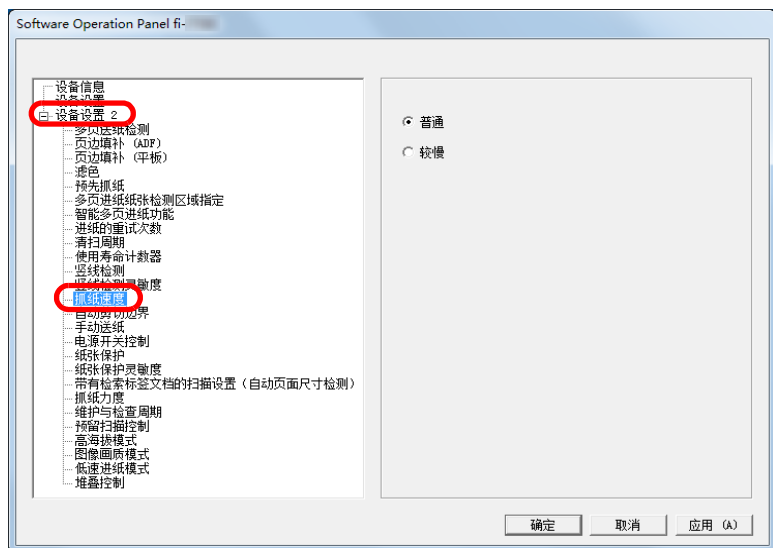 Software Operation Panel fi-
设备信息
设备设置
设备设置 2
多页送纸检测
页边填补 (ADF)
页边填补 (平板)
滤色
预先抓纸
多页进纸纸张检测区域指定
智能多页进纸功能
进纸的重试次数
清扫周期
使用寿命计数器
竖线检测
竖线检测灵敏度
抓纸速度
自动剪切边界
手动送纸
电源开关控制
纸张保护
纸张保护灵敏度
带有检索标签文档的扫描设置(自动页面尺寸检测)
抓纸力度
维护与检查周期
预留扫描控制
高海拔模式
图像画质模式
低速进纸模式
堆叠控制
普通
较慢
确定
取消
应用 (A)